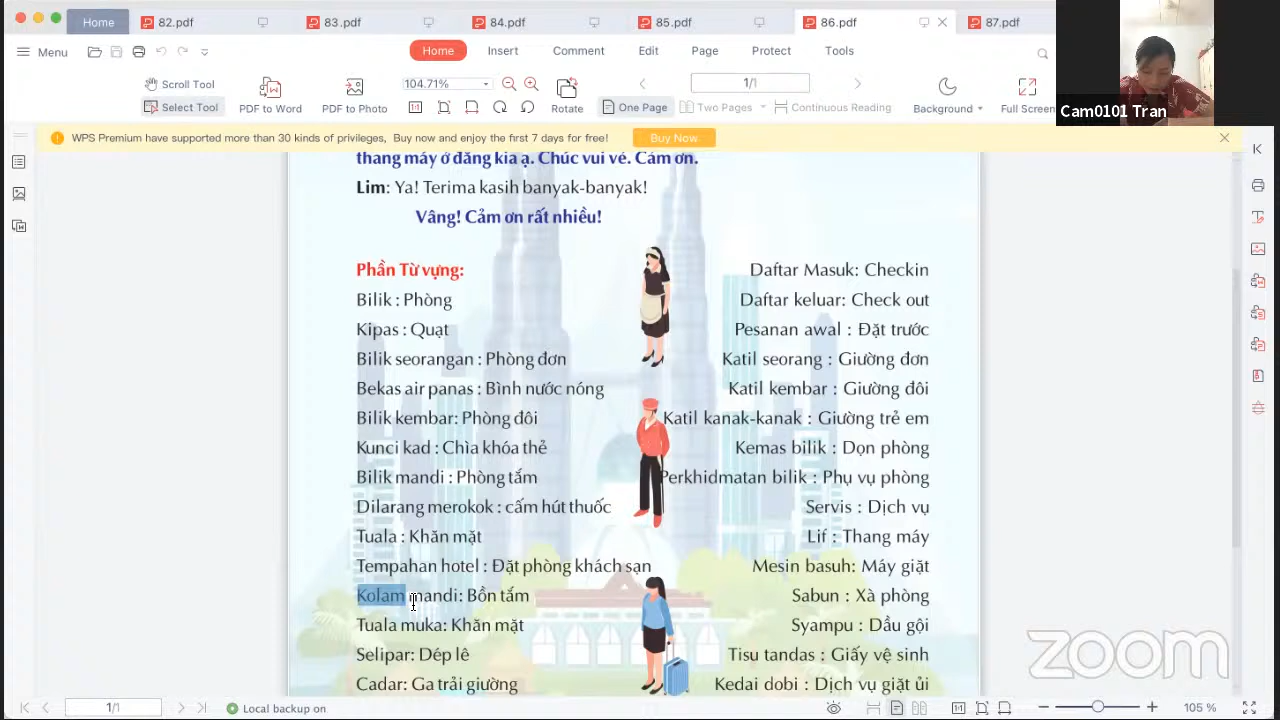 Home
82.pdf
83.pdf
84.pdf
85.pdf
86.pdf
87.pdf
Menu
Home
Insert
Comment
Edit
Page
Protect
Tools
Scroll Tool
Select Tool
PDF to Word
PDF to Photo
104.71%
Rotate
1/1
One Page
Two Pages
Continuous Reading
Background
Full Screen
Cam0101 Tran
WPS Premium have supported more than 30 kinds of privileges, Buy now and enjoy the first 7 days for free!
Buy Now
thang máy ở đằng kia ạ. Chúc vui vẻ. Cảm ơn.
Lim: Ya! Terima kasih banyak-banyak!
Vâng! Cảm ơn rất nhiều!
Phần Từ vựng:
Bilik : Phòng
Kipas : Quạt
Bilik seorangan : Phòng đơn
Bekas air panas : Bình nước nóng
Bilik kembar: Phòng đôi
Kunci kad : Chìa khóa thẻ
Bilik mandi : Phòng tắm
Dilarang merokok : cấm hút thuốc
Tuala : Khăn mặt
Tempahan hotel : Đặt phòng khách sạn
Kolam mandi: Bồn tắm
Tuala muka: Khăn mặt
Selipar: Dép lê
Cadar: Ga trải giường
Daftar Masuk: Checkin
Daftar keluar: Check out
Pesanan awal : Đặt trước
Katil seorang : Giường đơn
Katil kembar : Giường đôi
Katil kanak-kanak : Giường trẻ em
Kemas bilik : Dọn phòng
Perkhidmatan bilik : Phụ vụ phòng
Servis : Dịch vụ
Lif : Thang máy
Mesin basuh: Máy giặt
Sabun : Xà phòng
Syampu : Dầu gội
Tisu tandas : Giấy vệ sinh
Kedai dobi : Dịch vụ giặt ủi
zoom
1/1
Local backup on
105 %